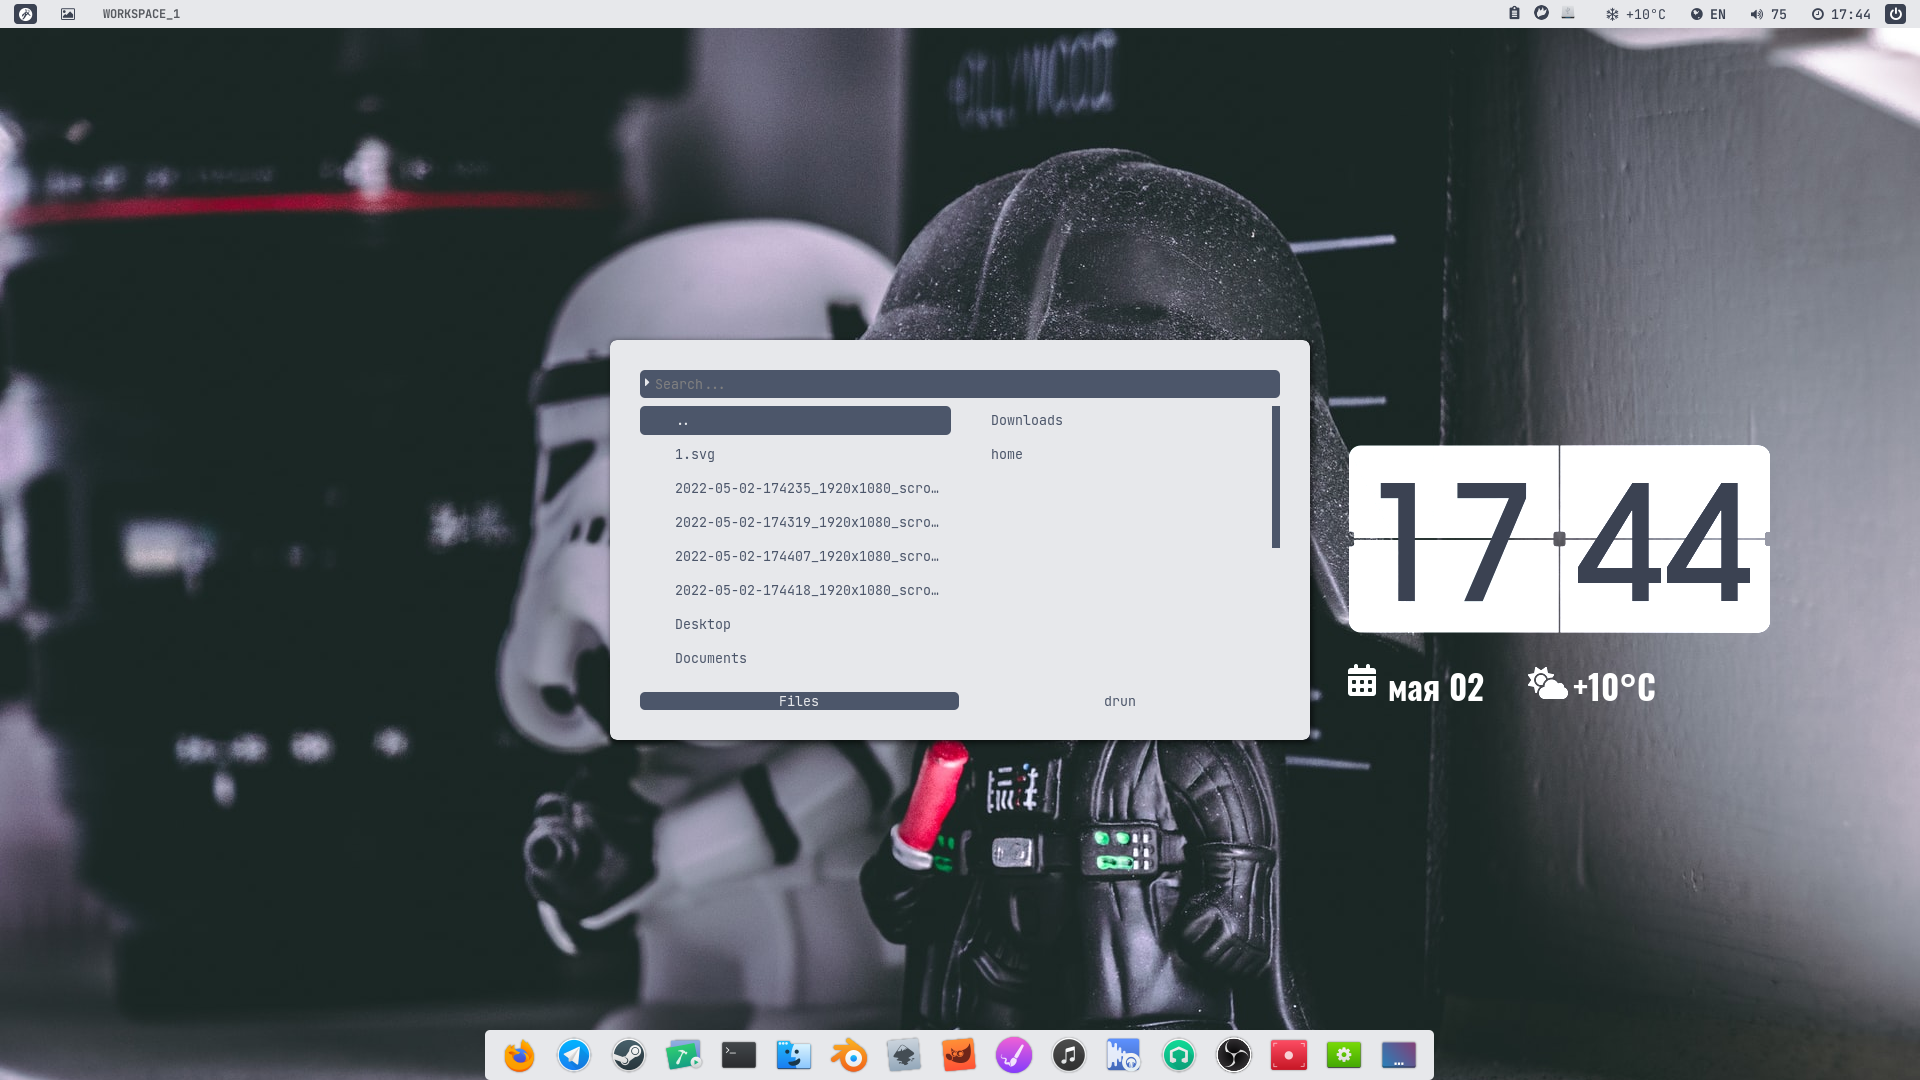 WORKSPACE_1
+10°C
EN
75
17:44
Search...
..
Downloads
1.svg
home
2022-05-02-174235_1920x1080_scro…
2022-05-02-174319_1920x1080_scro…
2022-05-02-174407_1920x1080_scro…
2022-05-02-174418_1920x1080_scro…
Desktop
Documents
Files
drun
17 44
мая 02
+10°C